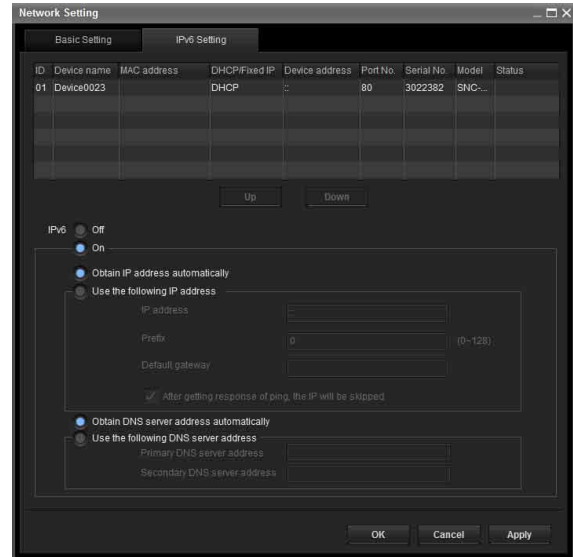 Network Setting
Basic Setting IPv6 Setting
ID Device name MAC address DHCP/Fixed IP Device address Port No. Serial No. Model Status
01 Device0023 DHCP :: 80 3022382 SNC-...
Up Down
IPv6 Off
On
Obtain IP address automatically
Use the following IP address
IP address ::
Prefix 0 (0~128)
Default gateway
After getting response of ping, the IP will be skipped
Obtain DNS server address automatically
Use the following DNS server address
Primary DNS server address
Secondary DNS server address
OK Cancel Apply